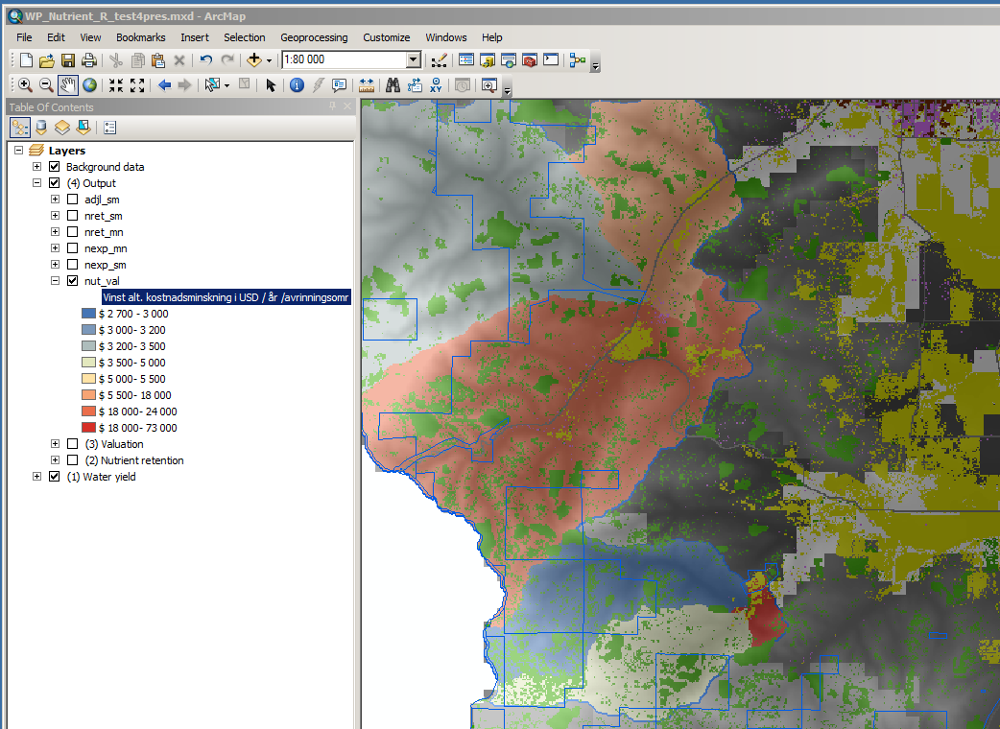 WP_Nutrient_R_test4pres.mxd - ArcMap
File Edit View Bookmarks Insert Selection Geoprocessing Customize Windows Help
1:80 000
Table Of Contents
Layers
Background data
(4) Output
adjl_sm
nret_sm
nret_mn
nexp_mn
nexp_sm
nut_val
Vinst alt. kostnadsminskning i USD / år /avrinningsomr
$ 2 700 - 3 000
$ 3 000- 3 200
$ 3 200- 3 500
$ 3 500- 5 000
$ 5 000- 5 500
$ 5 500- 18 000
$ 18 000- 24 000
$ 18 000- 73 000
(3) Valuation
(2) Nutrient retention
(1) Water yield